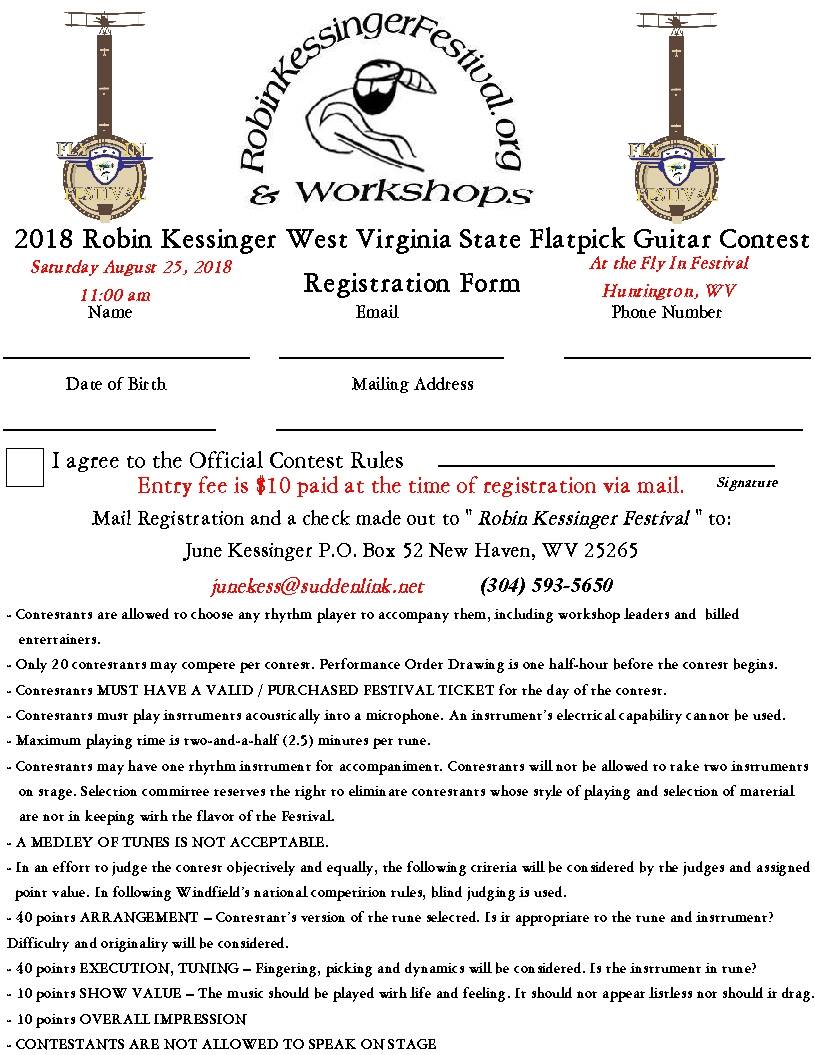 RobinKessingerFestival.org
& Workshops
FLY IN
FESTIVAL
FLY IN
FESTIVAL
2018 Robin Kessinger West Virginia State Flatpick Guitar Contest
Saturday August 25, 2018
11:00 am
Registration Form
At the Fly In Festival
Huntington, WV
Name Email Phone Number
Date of Birth Mailing Address
I agree to the Official Contest Rules
Signature
Entry fee is $10 paid at the time of registration via mail.
Mail Registration and a check made out to " Robin Kessinger Festival " to:
June Kessinger P.O. Box 52 New Haven, WV 25265
junekess@suddenlink.net (304) 593-5650
- Contestants are allowed to choose any rhythm player to accompany them, including workshop leaders and billed
entertainers.
- Only 20 contestants may compete per contest. Performance Order Drawing is one half-hour before the contest begins.
- Contestants MUST HAVE A VALID / PURCHASED FESTIVAL TICKET for the day of the contest.
- Contestants must play instruments acoustically into a microphone. An instrument's electrical capability cannot be used.
- Maximum playing time is two-and-a-half (2.5) minutes per tune.
- Contestants may have one rhythm instrument for accompaniment. Contestants will not be allowed to take two instruments
on stage. Selection committee reserves the right to eliminate contestants whose style of playing and selection of material
are not in keeping with the flavor of the Festival.
- A MEDLEY OF TUNES IS NOT ACCEPTABLE.
- In an effort to judge the contest objectively and equally, the following criteria will be considered by the judges and assigned
point value. In following Windfield's national competition rules, blind judging is used.
- 40 points ARRANGEMENT – Contestant's version of the tune selected. Is it appropriate to the tune and instrument?
Difficulty and originality will be considered.
- 40 points EXECUTION, TUNING – Fingering, picking and dynamics will be considered. Is the instrument in tune?
- 10 points SHOW VALUE – The music should be played with life and feeling. It should not appear listless nor should it drag.
- 10 points OVERALL IMPRESSION
- CONTESTANTS ARE NOT ALLOWED TO SPEAK ON STAGE